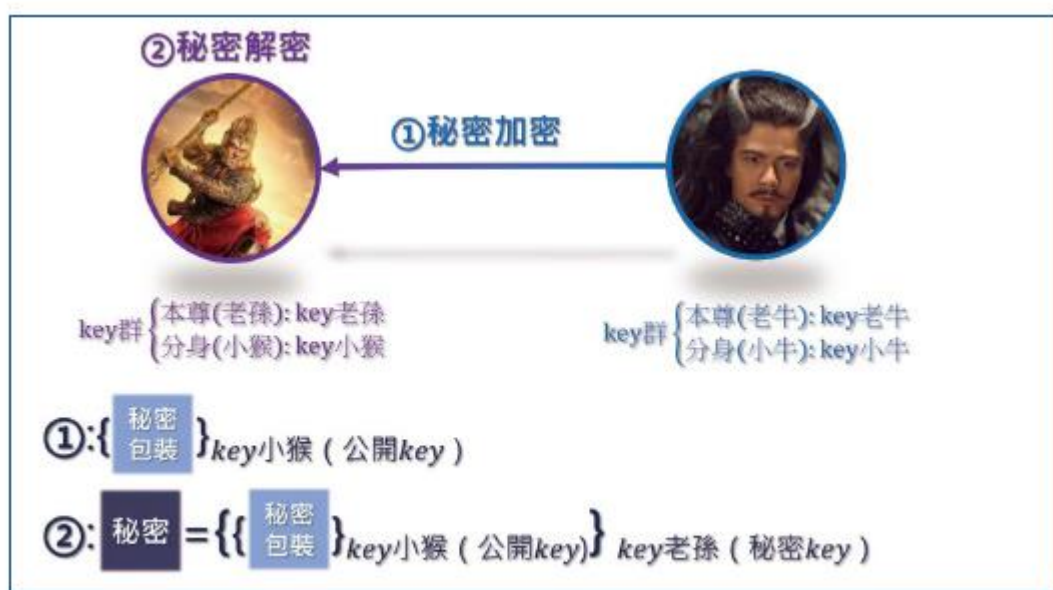 ②秘密解密
①秘密加密
key群{本尊(老孫):key老孫
分身(小猴):key小猴
key群{本尊(老牛):key老牛
分身(小牛):key小牛
①:{秘密包裝}key小猴(公開key)
②:秘密={{秘密包裝}key小猴(公開key)}key老孫(秘密key)